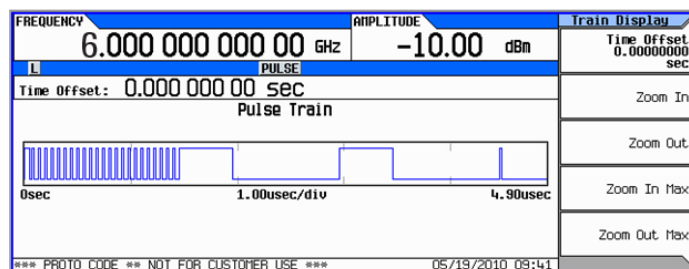 FREQUENCY
6.000 000 000 00 GHz
AMPLITUDE
-10.00 dBm
L
PULSE
Time Offset: 0.000 000 00 sec
Pulse Train
0sec
1.00usec/div
4.90usec
*** PROTO CODE ** NOT FOR CUSTOMER USE ***
05/19/2010 09:41
Train Display
Time Offset
0.00000000
sec
Zoom In
Zoom Out
Zoom In Max
Zoom Out Max